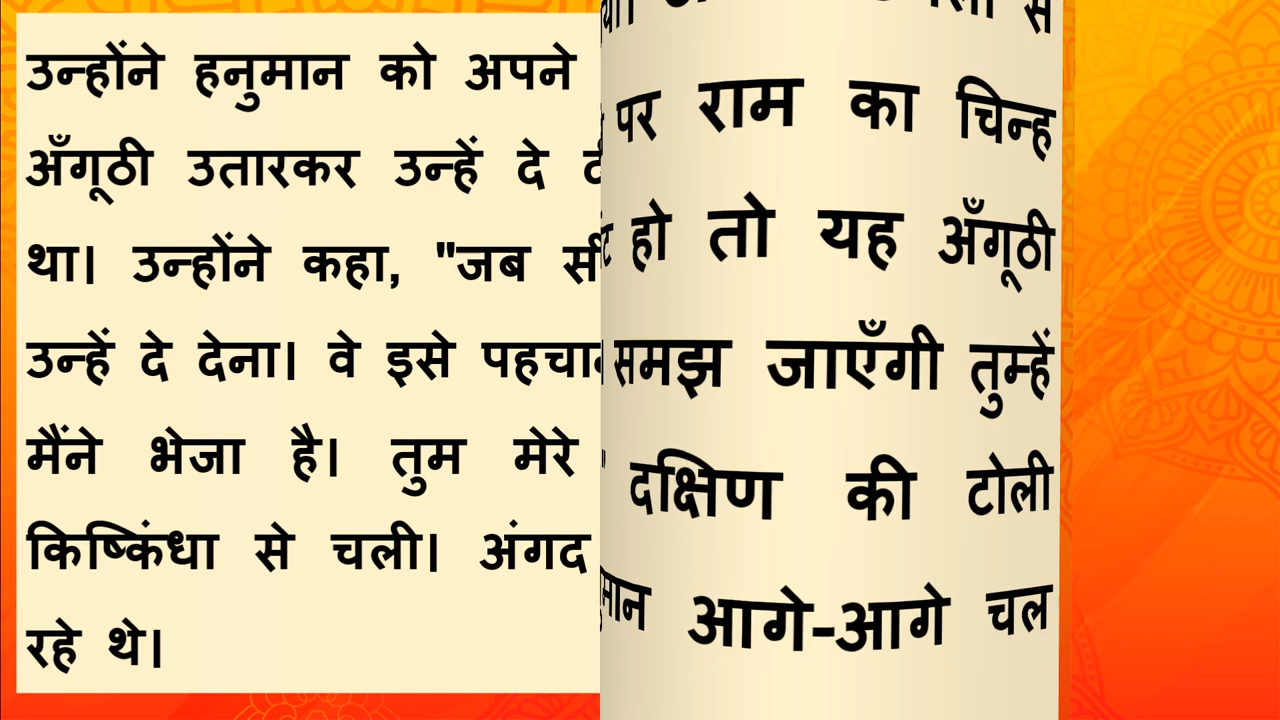 उन्होंने हनुमान को अपने
अँगूठी उतारकर उन्हें दे पर राम का चिन्ह
था। उन्होंने कहा, "जब हो तो यह अँगूठी
उन्हें दे देना। वे इसे समझ जाएँगी तुम्हें
मैंने भेजा है। तुम मेरे दक्षिण की टोली
किष्किंधा से चली। अंगद आगे-आगे चल
रहे थे।